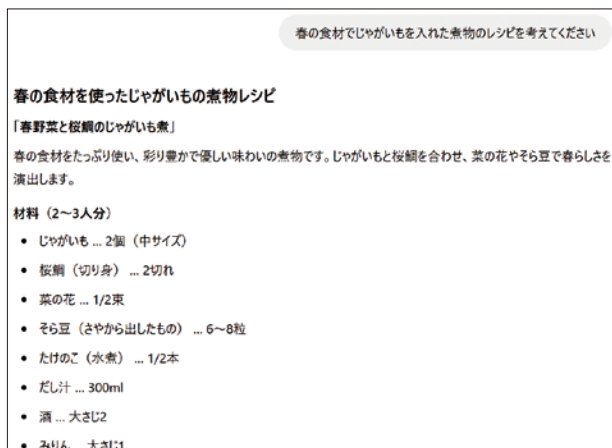 春の食材でじゃがいもを入れた煮物のレシピを考えてください
春の食材を使ったじゃがいもの煮物レシピ
「春野菜と桜鯛のじゃがいも煮」
春の食材をたっぷり使い、彩り豊かで優しい味わいの煮物です。じゃがいもと桜鯛を合わせ、菜の花やそら豆で春らしさを
演出します。
材料（2〜3人分）
• じゃがいも ... 2個（中サイズ）
• 桜鯛（切り身） ... 2切れ
• 菜の花 ... 1/2束
• そら豆（さやから出したもの） ... 6〜8粒
• たけのこ（水煮） ... 1/2本
• だし汁 ... 300ml
• 酒 ... 大さじ2
• みりん ... 大さじ1